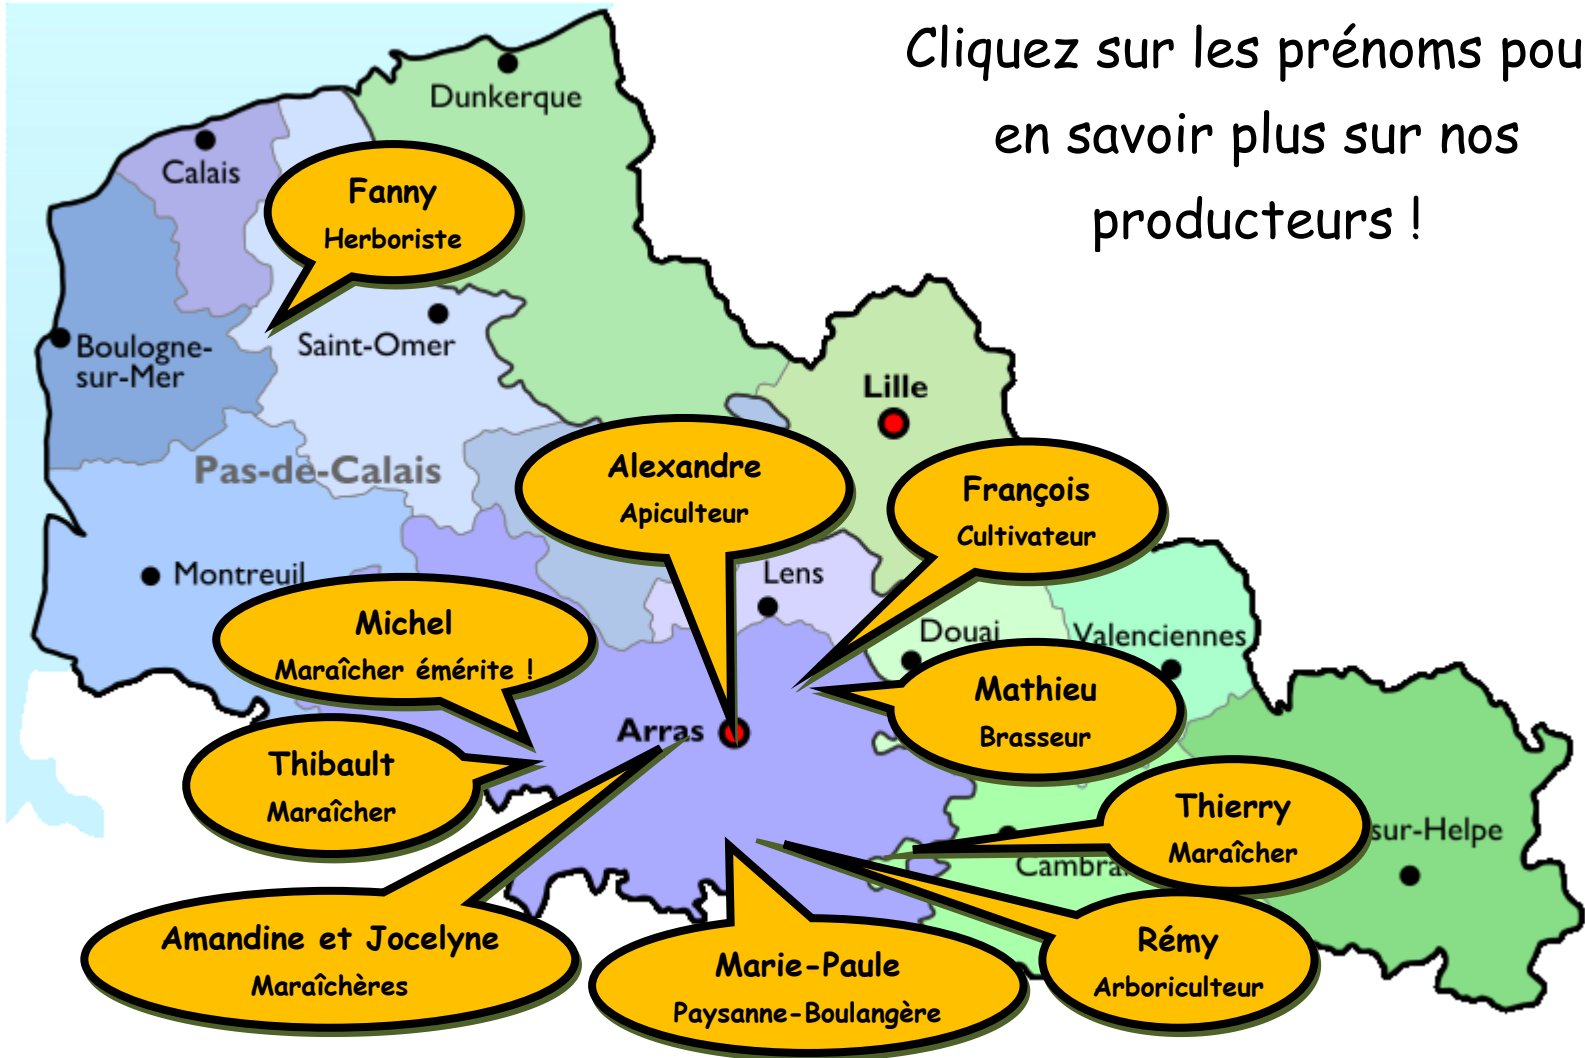 Cliquez sur les prénoms pou
en savoir plus sur nos
producteurs !
Dunkerque
Calais
Fanny
Herboriste
Boulogne-
sur-Mer
Saint-Omer
Lille
Pas-de-Calais
Alexandre
Apiculteur
François
Cultivateur
Montreuil
Lens
Michel
Maraîcher émérite !
Douai
Valenciennes
Mathieu
Brasseur
Arras
Thibault
Maraîcher
Thierry
Maraîcher
sur-Helpe
Cambra
Amandine et Jocelyne
Maraîchères
Marie-Paule
Paysanne-Boulangère
Rémy
Arboriculteur